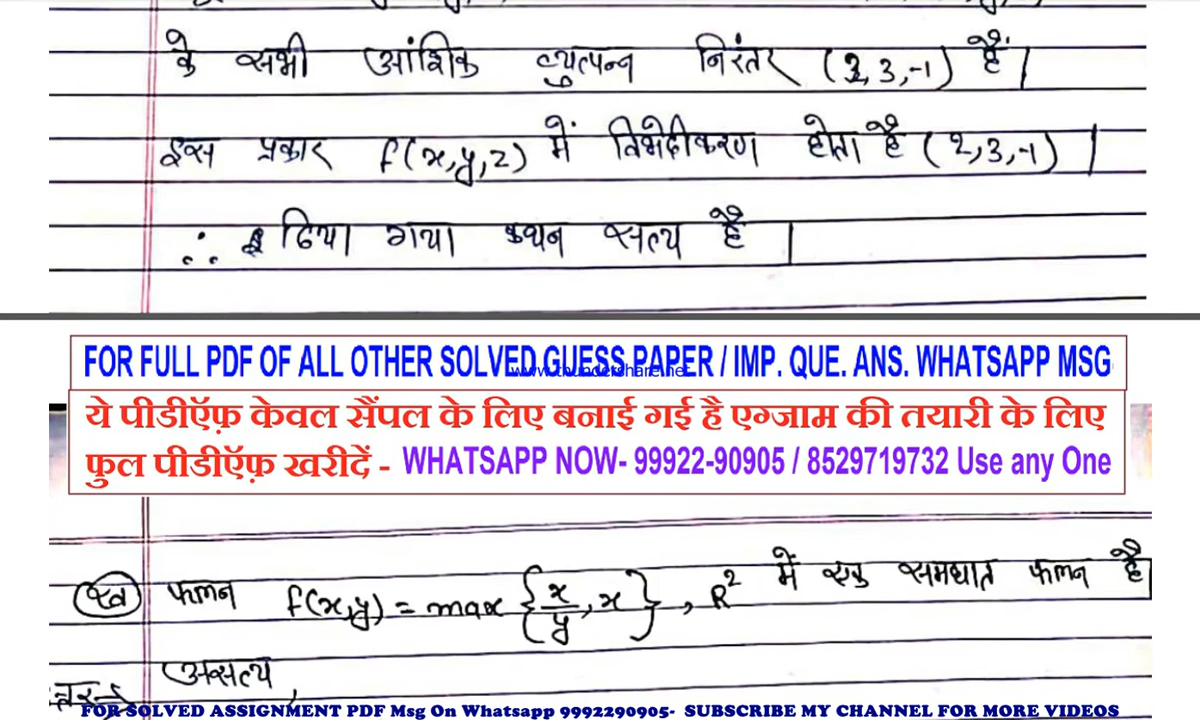 के सभी आंशिक व्युत्पन्न निरंतर (2, 3, -1) हैं।
इस प्रकार f(x, y, z) में विभेदीकरण होता है (2, 3, -1) ।
∴ दिया गया कथन सत्य है ।
FOR FULL PDF OF ALL OTHER SOLVED GUESS PAPER / IMP. QUE. ANS. WHATSAPP MSG
www.thundershare.net
ये पीडीऍफ़ केवल सैंपल के लिए बनाई गई है एग्जाम की तयारी के लिए
फुल पीडीऍफ़ खरीदें - WHATSAPP NOW- 99922-90905 / 8529719732 Use any One
(ख) फलन f(x,y) = max {x/y, x}, R² में एक समघात फलन है।
असत्य,
FOR SOLVED ASSIGNMENT PDF Msg On Whatsapp 9992290905- SUBSCRIBE MY CHANNEL FOR MORE VIDEOS